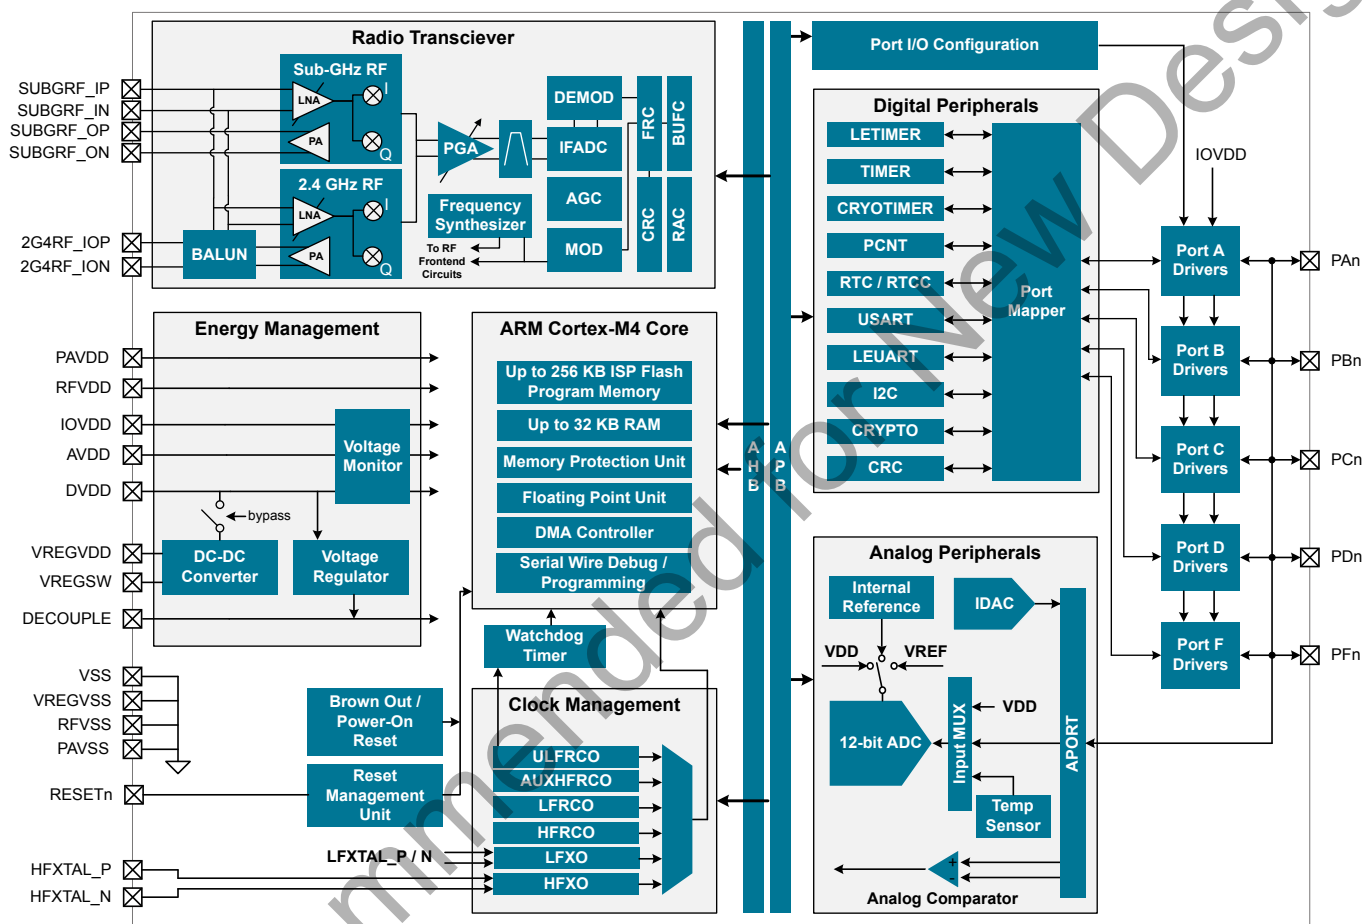 Radio Transciever
Sub-GHz RF
LNA
I
PA
Q
2.4 GHz RF
LNA
I
PA
Q
BALUN
PGA
DEMOD
IFADC
AGC
MOD
FRC
BUFC
CRC
RAC
Frequency
Synthesizer
To RF
Frontend
Circuits
SUBGRF_IP
SUBGRF_IN
SUBGRF_OP
SUBGRF_ON
2G4RF_IOP
2G4RF_ION
Energy Management
PAVDD
RFVDD
IOVDD
AVDD
DVDD
VREGVDD
VREGSW
DECOUPLE
Voltage
Monitor
bypass
DC-DC
Converter
Voltage
Regulator
VSS
VREGVSS
RFVSS
PAVSS
RESETn
HFXTAL_P
HFXTAL_N
Brown Out /
Power-On
Reset
Reset
Management
Unit
LFXTAL_P / N
ARM Cortex-M4 Core
Up to 256 KB ISP Flash
Program Memory
Up to 32 KB RAM
Memory Protection Unit
Floating Point Unit
DMA Controller
Serial Wire Debug /
Programming
Watchdog
Timer
Clock Management
ULFRCO
AUXHFRCO
LFRCO
HFRCO
LFXO
HFXO
AHB
APB
Port I/O Configuration
Digital Peripherals
LETIMER
TIMER
CRYOTIMER
PCNT
RTC / RTCC
USART
LEUART
I2C
CRYPTO
CRC
Port
Mapper
Analog Peripherals
Internal
Reference
IDAC
VDD
VREF
12-bit ADC
Input MUX
VDD
Temp
Sensor
APORT
+
-
Analog Comparator
IOVDD
Port A
Drivers
Port B
Drivers
Port C
Drivers
Port D
Drivers
Port F
Drivers
PAn
PBn
PCn
PDn
PFn
mmended for New Desig